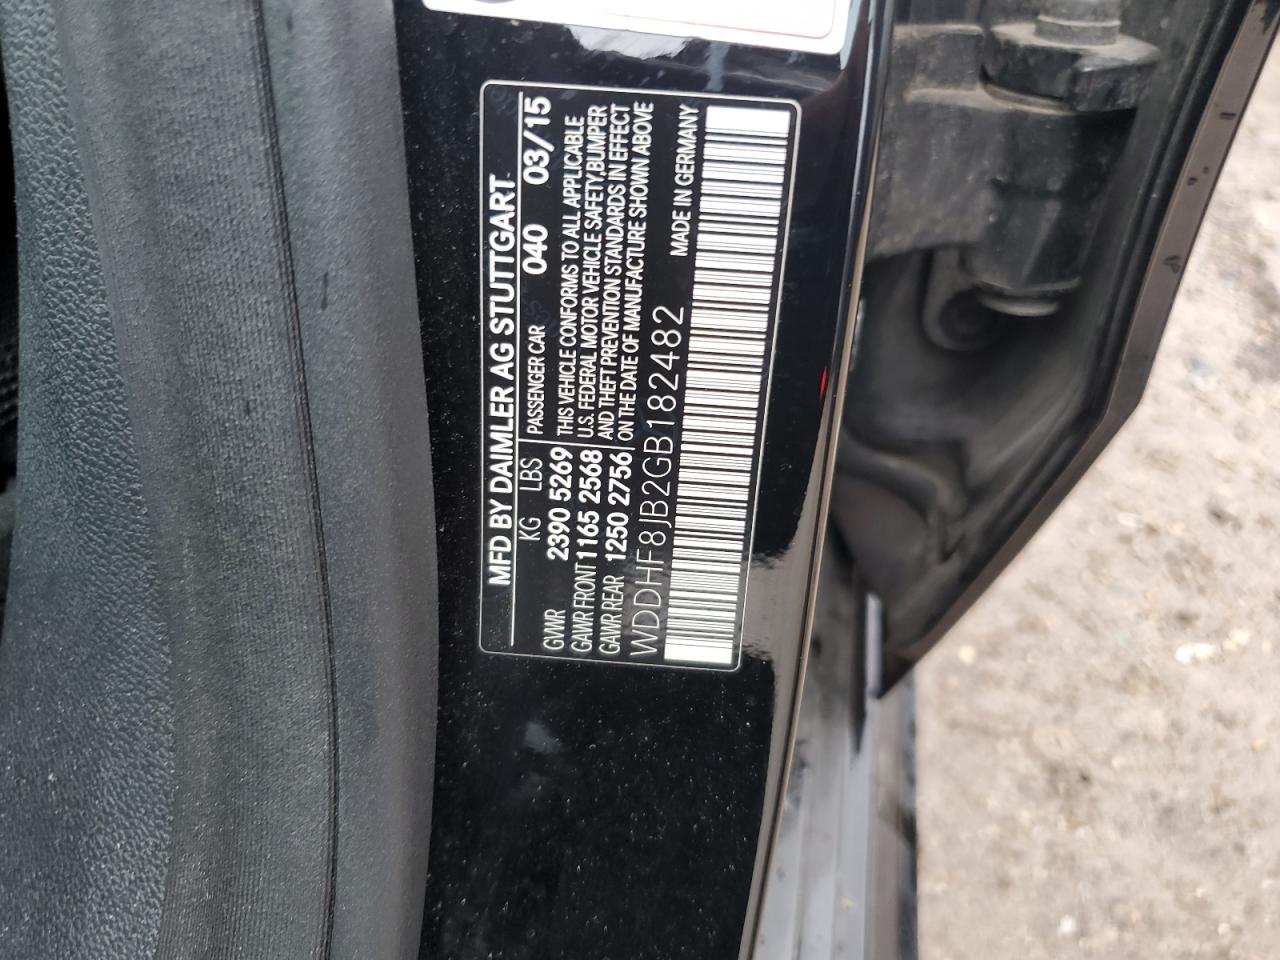 MFD BY DAIMLER AG STUTTGART
KG LBS PASSENGER CAR 040 03/15
GVWR 2390 5269 THIS VEHICLE CONFORMS TO ALL APPLICABLE
GAWR FRONT 1165 2568 U.S. FEDERAL MOTOR VEHICLE SAFETY,BUMPER
GAWR REAR 1250 2756 AND THEFT PREVENTION STANDARDS IN EFFECT
ON THE DATE OF MANUFACTURE SHOWN ABOVE
WDDHF8JB2GB182482 MADE IN GERMANY